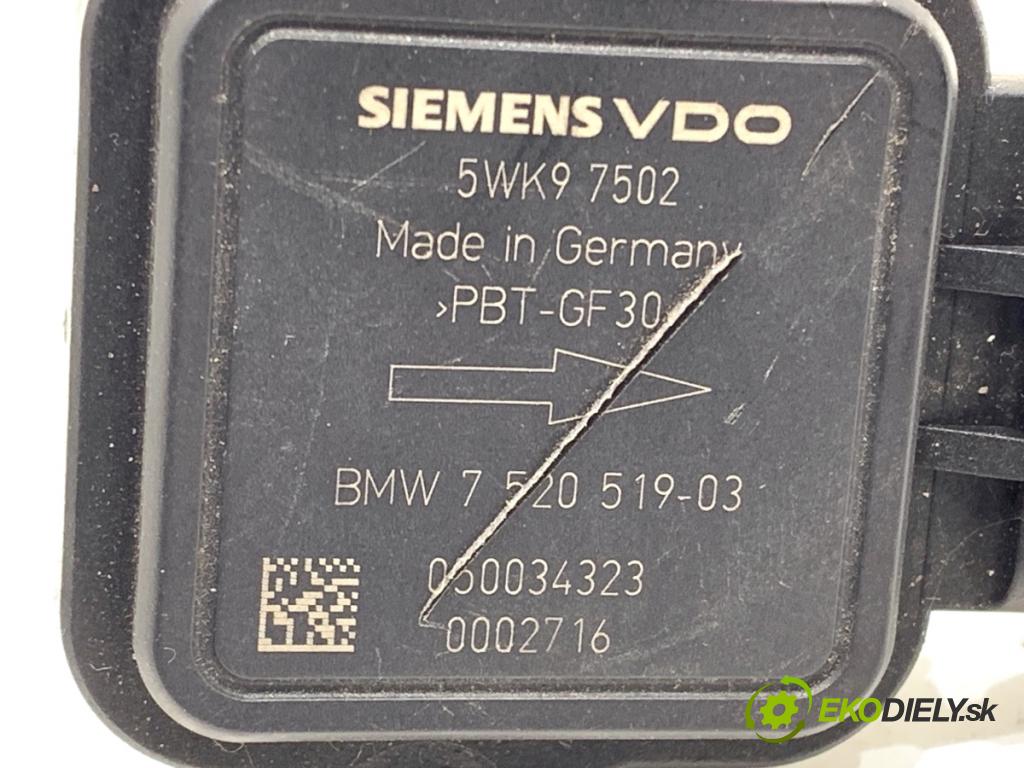 SIEMENS VDO
5WK9 7502
Made in Germany
>PBT-GF30<
BMW 7 520 519-03
050034323
0002716
EKODIELY.sk